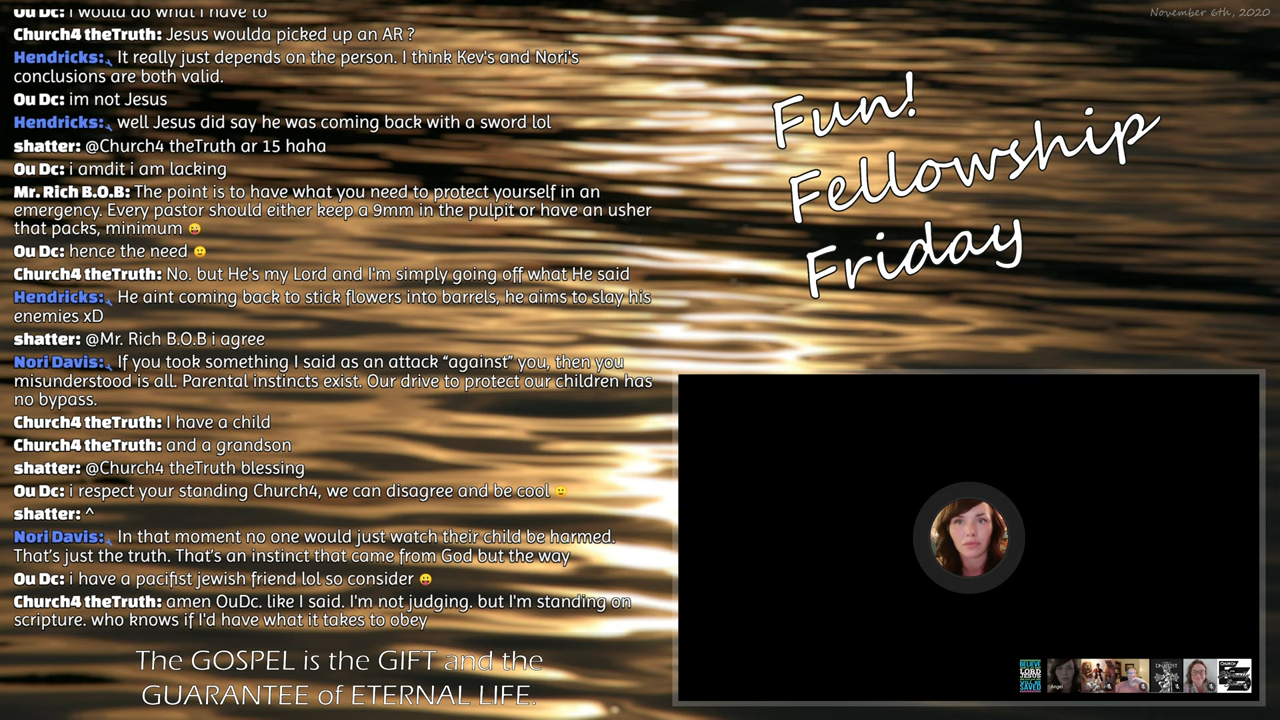 Ou Dc: i would do what i have to
Church4 theTruth: Jesus woulda picked up an AR ?
Hendricks: It really just depends on the person. I think Kev's and Nori's
conclusions are both valid.
Ou Dc: im not Jesus
Hendricks: well Jesus did say he was coming back with a sword lol
shatter: @Church4 theTruth ar 15 haha
Ou Dc: i amdit i am lacking
Mr. Rich B.O.B: The point is to have what you need to protect yourself in an
emergency. Every pastor should either keep a 9mm in the pulpit or have an usher
that packs, minimum 😜
Ou Dc: hence the need 🙂
Church4 theTruth: No. but He's my Lord and I'm simply going off what He said
Hendricks: He aint coming back to stick flowers into barrels, he aims to slay his
enemies xD
shatter: @Mr. Rich B.O.B i agree
Nori Davis: If you took something I said as an attack “against” you, then you
misunderstood is all. Parental instincts exist. Our drive to protect our children has
no bypass.
Church4 theTruth: I have a child
Church4 theTruth: and a grandson
shatter: @Church4 theTruth blessing
Ou Dc: i respect your standing Church4, we can disagree and be cool 🙂
shatter: ^
Nori Davis: In that moment no one would just watch their child be harmed.
That’s just the truth. That’s an instinct that came from God but the way
Ou Dc: i have a pacifist jewish friend lol so consider 😛
Church4 theTruth: amen OuDc. like I said. I'm not judging. but I'm standing on
scripture. who knows if I'd have what it takes to obey
The GOSPEL is the GIFT and the
GUARANTEE of ETERNAL LIFE.
November 6th, 2020
Fun!
Fellowship
Friday
BELIEVE
LORD
JESUS
SAVED
Angel
CHURCH